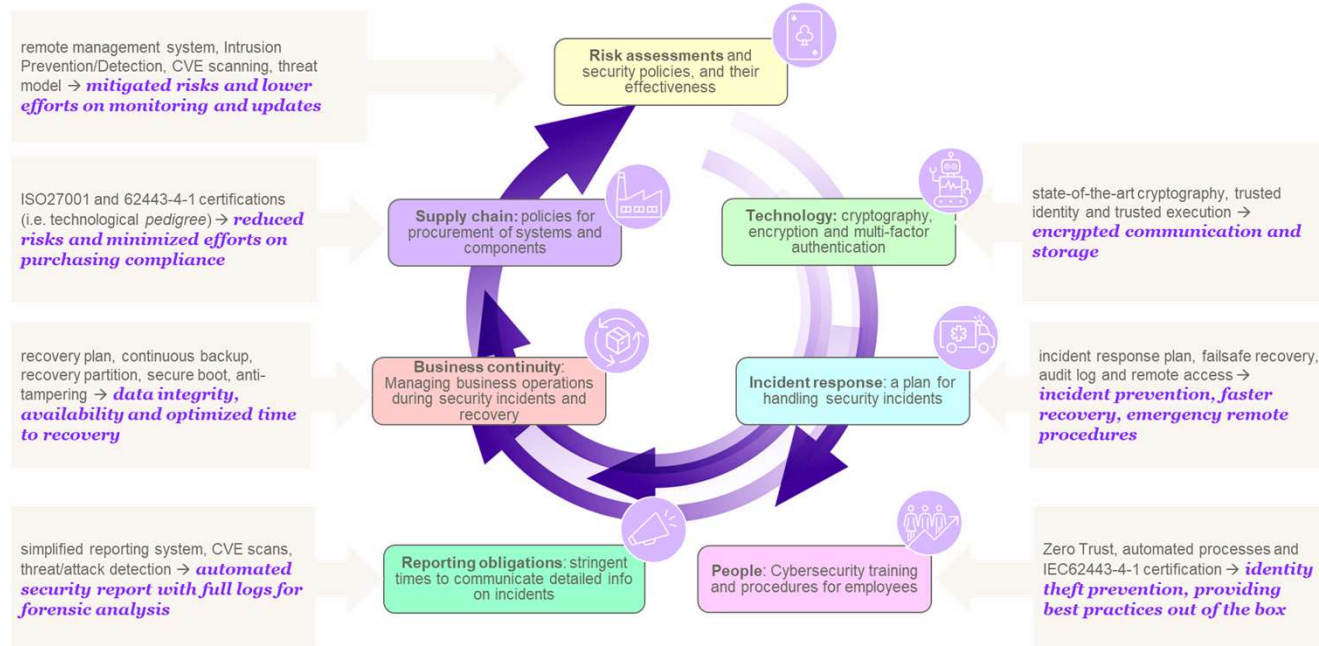 remote management system, Intrusion
Prevention/Detection, CVE scanning, threat
model → mitigated risks and lower
efforts on monitoring and updates
Risk assessments and
security policies, and their
effectiveness
ISO27001 and 62443-4-1 certifications
(i.e. technological pedigree) → reduced
risks and minimized efforts on
purchasing compliance
Supply chain: policies for
procurement of systems and
components
Technology: cryptography,
encryption and multi-factor
authentication
state-of-the-art cryptography, trusted
identity and trusted execution →
encrypted communication and
storage
recovery plan, continuous backup,
recovery partition, secure boot, anti-
tampering → data integrity,
availability and optimized time
to recovery
Business continuity:
Managing business operations
during security incidents and
recovery
Incident response: a plan for
handling security incidents
incident response plan, failsafe recovery,
audit log and remote access →
incident prevention, faster
recovery, emergency remote
procedures
simplified reporting system, CVE scans,
threat/attack detection → automated
security report with full logs for
forensic analysis
Reporting obligations: stringent
times to communicate detailed info
on incidents
People: Cybersecurity training
and procedures for employees
Zero Trust, automated processes and
IEC62443-4-1 certification → identity
theft prevention, providing
best practices out of the box